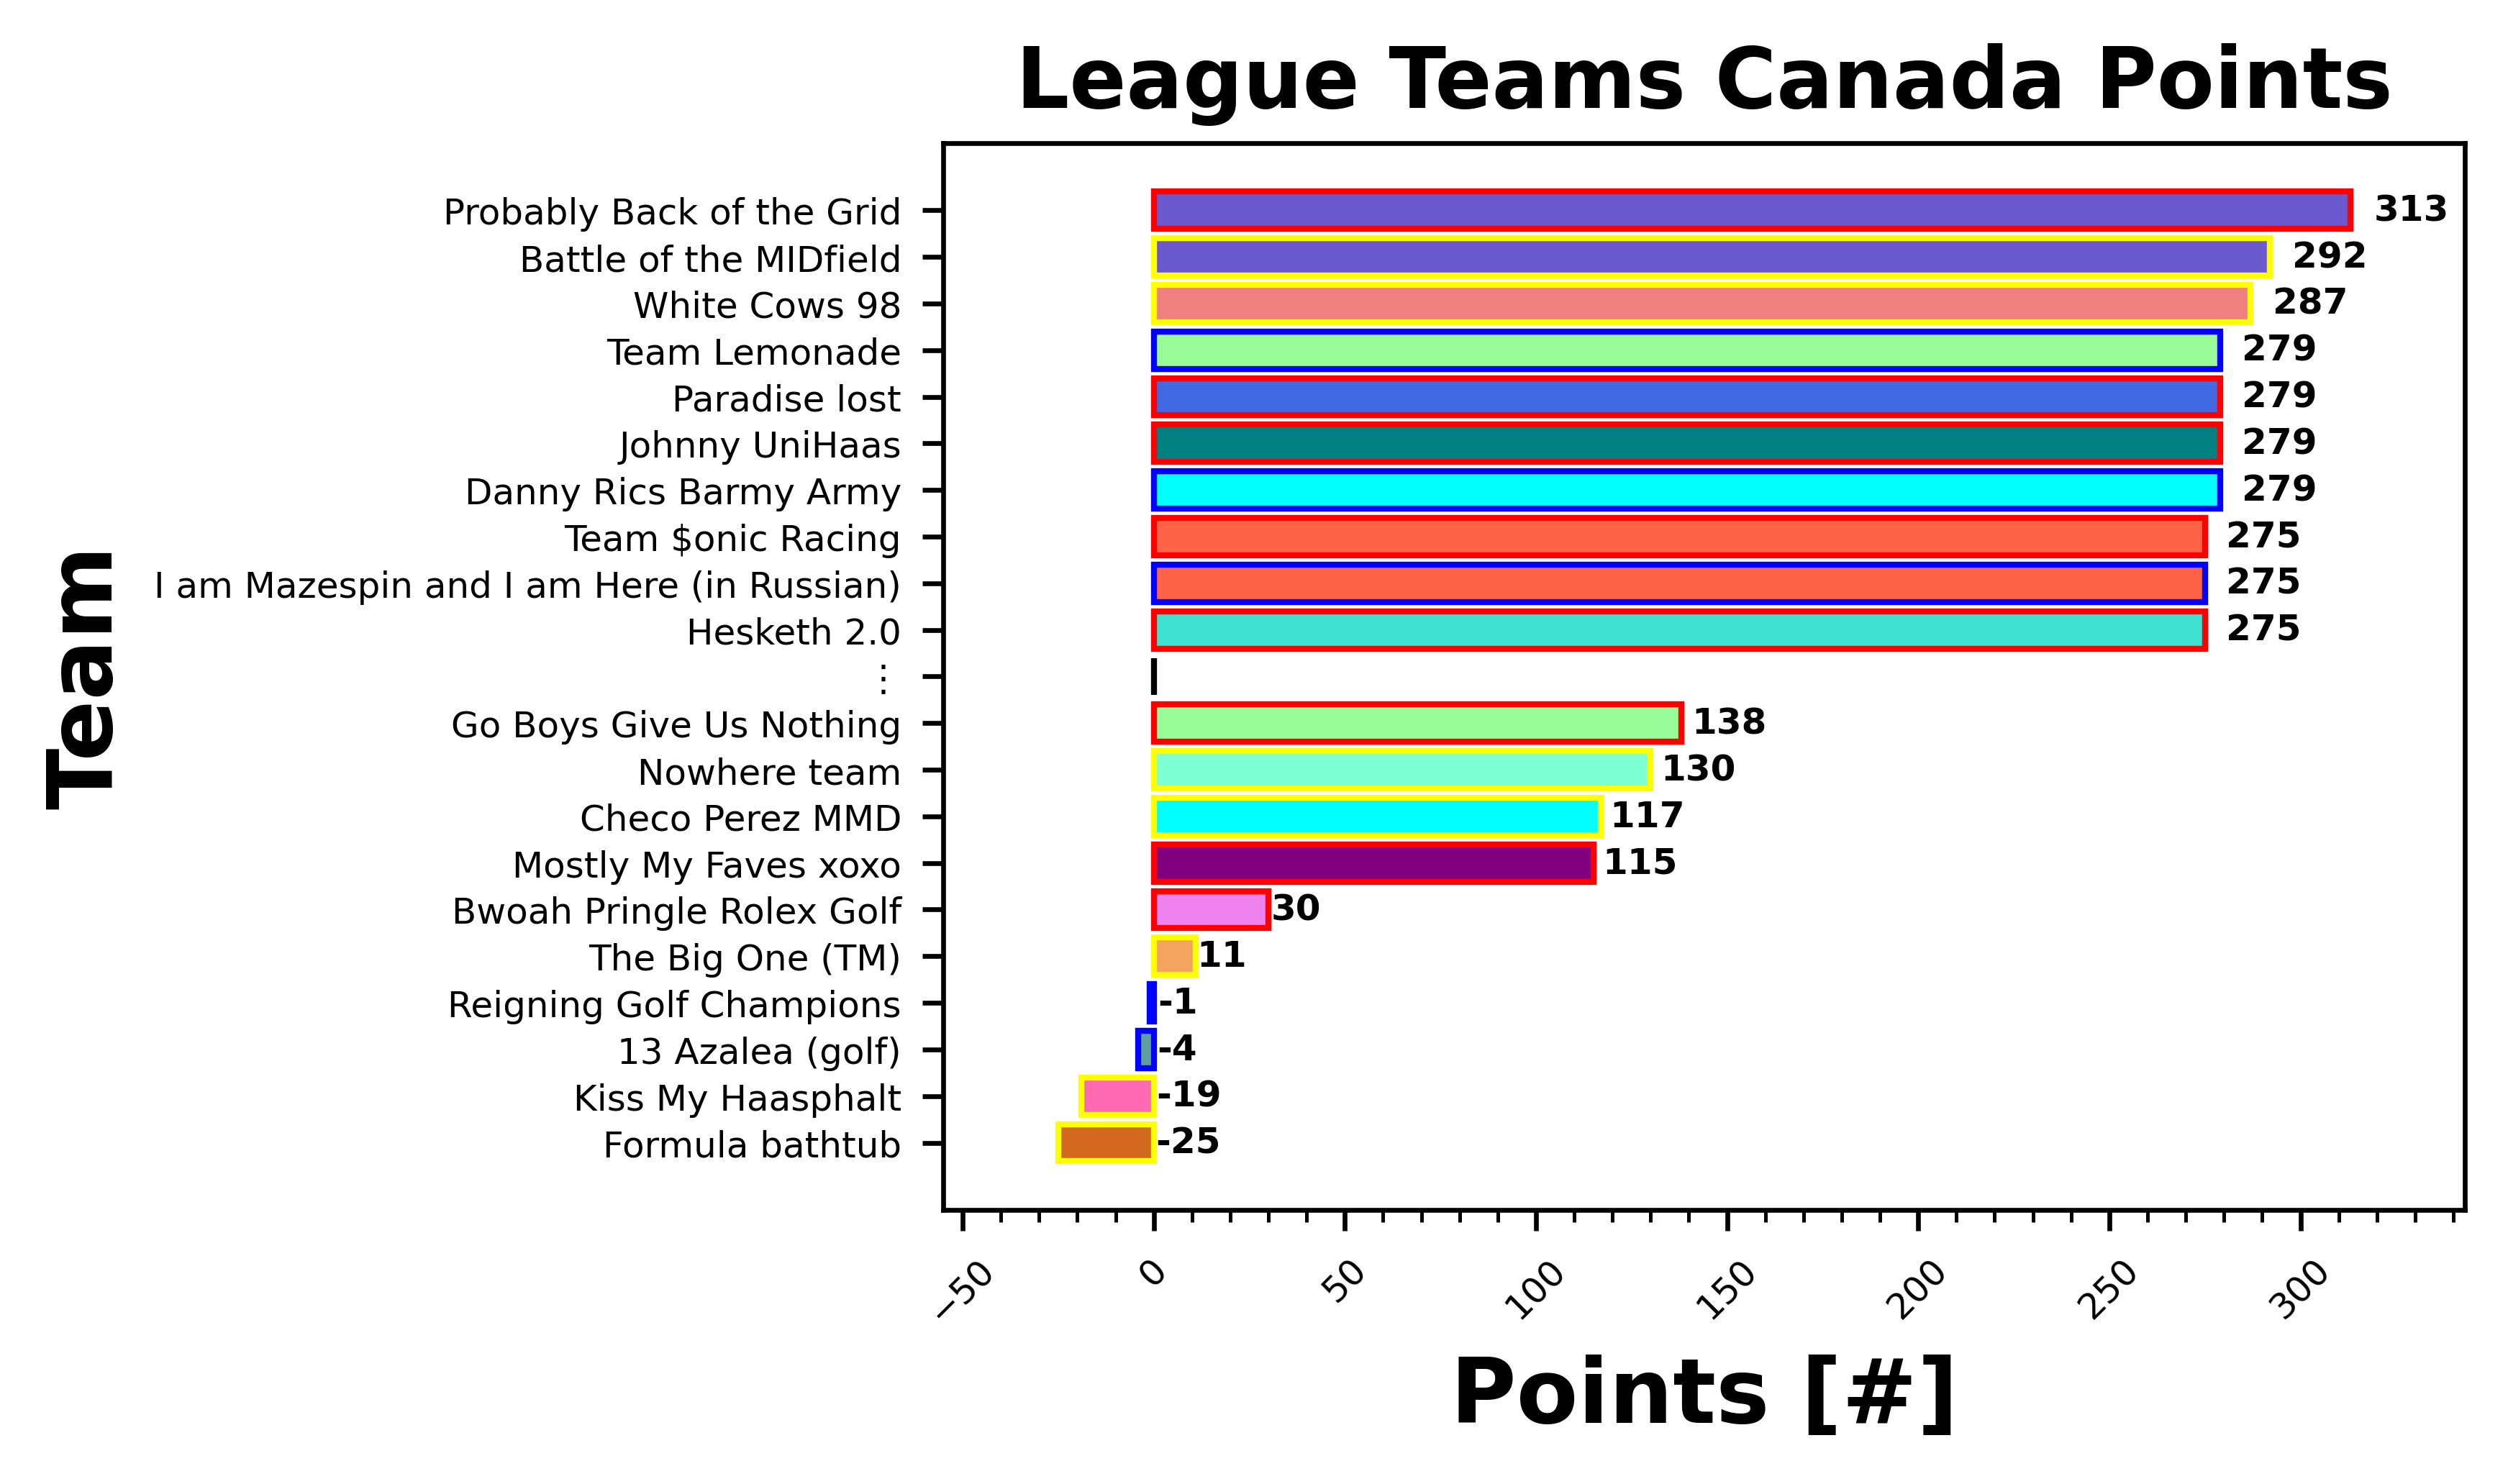 League Teams Canada Points
Team
Probably Back of the Grid 313
Battle of the MIDfield 292
White Cows 98 287
Team Lemonade 279
Paradise lost 279
Johnny UniHaas 279
Danny Rics Barmy Army 279
Team $onic Racing 275
I am Mazespin and I am Here (in Russian) 275
Hesketh 2.0 275
⋮
Go Boys Give Us Nothing 138
Nowhere team 130
Checo Perez MMD 117
Mostly My Faves xoxo 115
Bwoah Pringle Rolex Golf 30
The Big One (TM) 11
Reigning Golf Champions -1
13 Azalea (golf) -4
Kiss My Haasphalt -19
Formula bathtub -25
−50 0 50 100 150 200 250 300
Points [#]